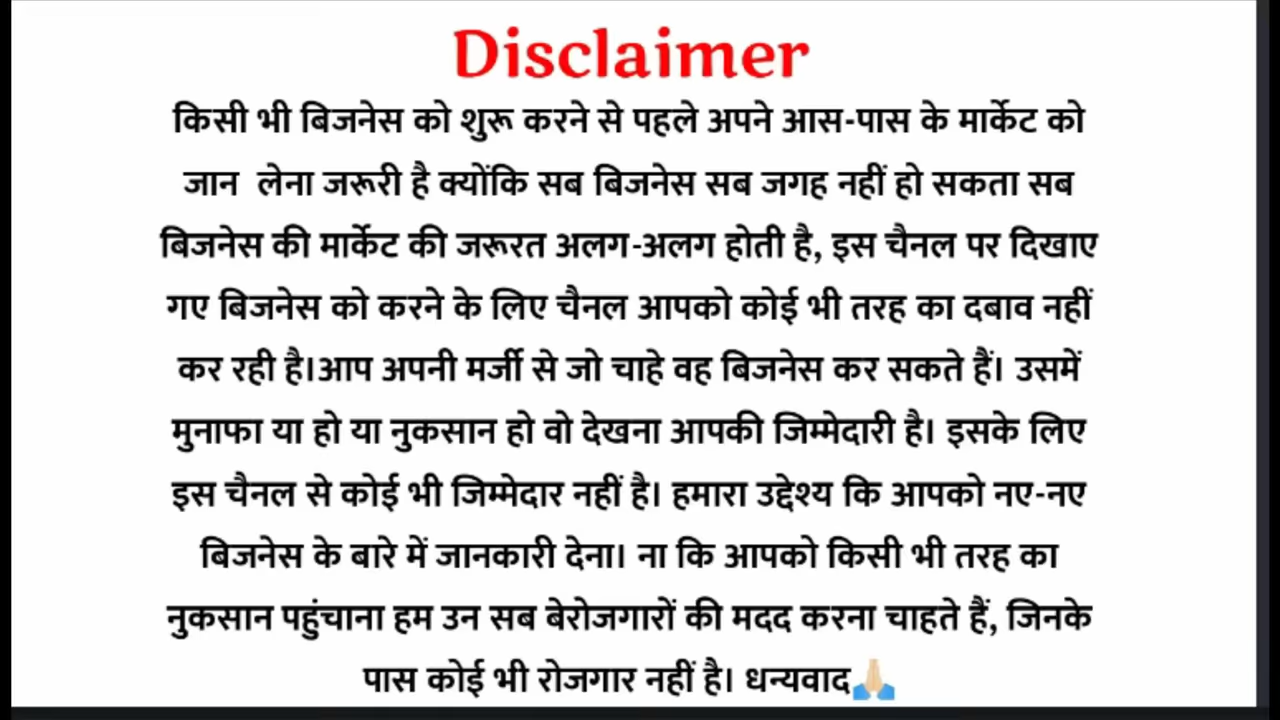 Disclaimer
किसी भी बिजनेस को शुरू करने से पहले अपने आस-पास के मार्केट को
जान लेना जरूरी है क्योंकि सब बिजनेस सब जगह नहीं हो सकता सब
बिजनेस की मार्केट की जरूरत अलग-अलग होती है, इस चैनल पर दिखाए
गए बिजनेस को करने के लिए चैनल आपको कोई भी तरह का दबाव नहीं
कर रही है।आप अपनी मर्जी से जो चाहे वह बिजनेस कर सकते हैं। उसमें
मुनाफा या हो या नुकसान हो वो देखना आपकी जिम्मेदारी है। इसके लिए
इस चैनल से कोई भी जिम्मेदार नहीं है। हमारा उद्देश्य कि आपको नए-नए
बिजनेस के बारे में जानकारी देना। ना कि आपको किसी भी तरह का
नुकसान पहुंचाना हम उन सब बेरोजगारों की मदद करना चाहते हैं, जिनके
पास कोई भी रोजगार नहीं है। धन्यवाद🙏🏻